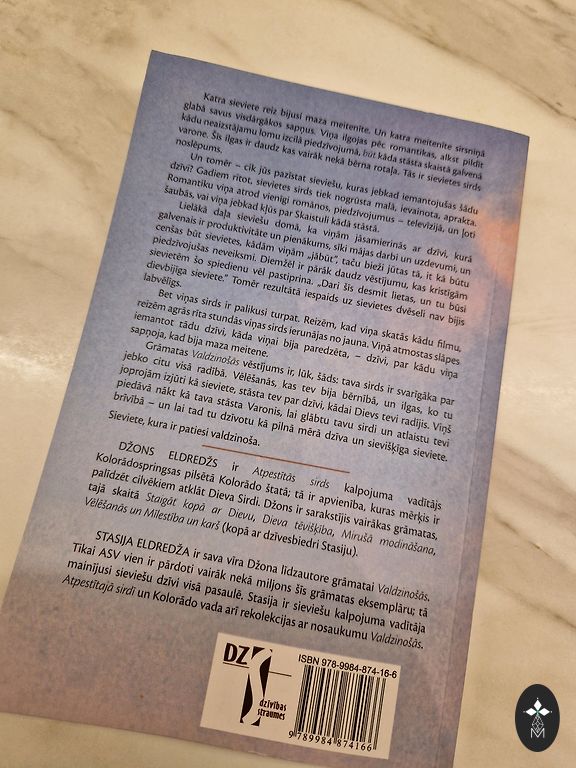 Katra sieviete reiz bijusi maza meitenīte. Un katra meitenīte sirsniņā
glabā savus visdārgākos sapņus. Viņa ilgojas pēc romantikas, alkst pildīt
kādu neaizstājamu lomu izcilā piedzīvojumā, būt kāda stāsta skaistā galvenā
varone. Šīs ilgas ir daudz kas vairāk nekā bērna rotaļa. Tās ir sievietes sirds
noslēpums.
Un tomēr – cik jūs pazīstat sieviešu, kuras jebkad iemantojušas šādu
dzīvi? Gadiem ritot, sievietes sirds tiek nogrūsta malā, ievainota, aprakta.
Romantiku viņa atrod vienīgi romānos, piedzīvojumus – televīzijā, un ļoti
šaubās, vai viņa jebkad kļūs par Skaistuli kādā stāstā.
Lielākā daļa sieviešu domā, ka viņām jāsamierinās ar dzīvi, kurā
galvenais ir produktivitāte un pienākums, sīki mājas darbi un uzdevumi, un
cenšas būt sievietes, kādām viņām „jābūt", taču bieži jūtas tā, it kā būtu
piedzīvojušas neveiksmi. Diemžēl ir pārāk daudz vēstījumu, kas kristīgām
sievietēm šo spiedienu vēl pastiprina. „Dari šīs desmit lietas, un tu būsi
dievbijīga sieviete." Tomēr rezultātā iespaids uz sievietes dvēseli nav bijis
labvēlīgs.
Bet viņas sirds ir palikusi turpat. Reizēm, kad viņa skatās kādu filmu,
reizēm agrās rīta stundās viņas sirds ierunājas no jauna. Viņā atmostas slāpes
iemantot tādu dzīvi, kāda viņai bija paredzēta, – dzīvi, par kādu viņa
sapņoja, kad bija maza meitene.
Grāmatas Valdzinošās vēstījums ir, lūk, šāds: tava sirds ir svarīgāka par
jebko citu visā radībā. Vēlēšanās, kas tev bija bērnībā, un ilgas, ko tu
joprojām izjūti kā sieviete, stāsta tev par dzīvi, kādai Dievs tevi radījis. Viņš
piedāvā nākt kā tava stāsta Varonis, lai glābtu tavu sirdi un atlaistu tevi
brīvībā – un lai tad tu dzīvotu kā pilnā mērā dzīva un sievišķīga sieviete.
Sieviete, kura ir patiesi valdzinoša.
DŽONS ELDREDŽS ir Atpestītās sirds kalpojuma vadītājs
Kolorādospringsas pilsētā Kolorādo štatā; tā ir apvienība, kuras mērķis ir
palīdzēt cilvēkiem atklāt Dieva Sirdi. Džons ir sarakstījis vairākas grāmatas,
tajā skaitā Staigāt kopā ar Dievu, Dieva tēvišķība, Mirušā modināšana,
Vēlēšanās un Mīlestība un karš (kopā ar dzīvesbiedri Stasiju).
STASIJA ELDREDŽA ir sava vīra Džona līdzautore grāmatai Valdzinošās.
Tikai ASV vien ir pārdoti vairāk nekā miljons šīs grāmatas eksemplāru; tā
mainījusi sieviešu dzīvi visā pasaulē. Stasija ir sieviešu kalpojuma vadītāja
Atpestītajā sirdī un Kolorādo vada arī rekolekcijas ar nosaukumu Valdzinošās.
DZ
dzīvības
straumes
ISBN 978-9984-874-16-6
9 789984 874166
M